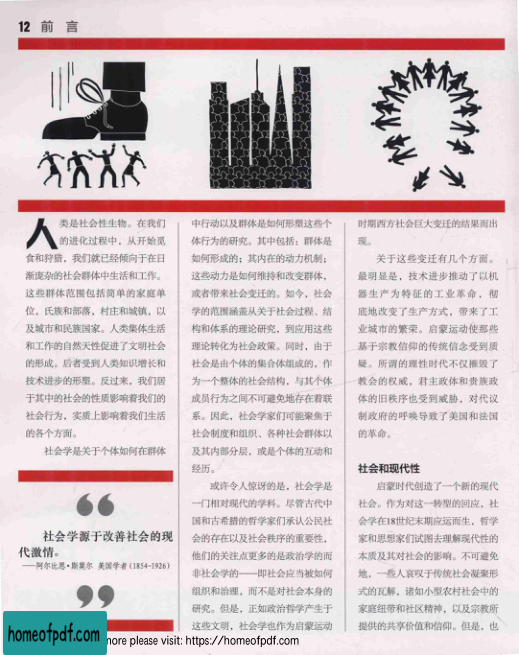 12 前 言
人类是社会性生物。在我们
的进化过程中，从开始觅
食和狩猎，我们就已经倾向于在日
渐庞杂的社会群体中生活和工作。
这些群体范围包括简单的家庭单
位，氏族和部落，村庄和城镇，以
及城市和民族国家。人类集体生活
和工作的自然天性促进了文明社会
的形成。后者受到人类知识增长和
技术进步的形塑。反过来，我们居
于其中的社会的性质影响着我们的
社会行为，实质上影响着我们生活
的各个方面。
社会学是关于个体如何在群体
社会学源于改善社会的现
代激情。
——阿尔比恩·斯莫尔 美国学者（1854-1926）
中行动以及群体是如何形塑这些个
体行为的研究。其中包括：群体是
如何形成的；其内在的动力机制；
这些动力是如何维持和改变群体，
或者带来社会变迁的。如今，社会
学的范围涵盖从关于社会过程、结
构和体系的理论研究，到应用这些
理论转化为社会政策。同时，由于
社会是由个体的集合体组成的，作
为一个整体的社会结构，与其个体
成员行为之间不可避免地存在着联
系。因此，社会学家们可能聚焦于
社会制度和组织、各种社会群体以
及其内部分层，或是个体的互动和
经历。
或许令人惊讶的是，社会学是
一门相对现代的学科。尽管古代中
国和古希腊的哲学家们承认公民社
会的存在以及社会秩序的重要性，
他们的关注点更多的是政治学的而
非社会学的——即社会应当被如何
组织和治理，而不是对社会本身的
研究。但是，正如政治哲学产生于
这些文明，社会学也作为启蒙运动
时期西方社会巨大变迁的结果而出
现。
关于这些变迁有几个方面。
最明显是，技术进步推动了以机
器生产为特征的工业革命，彻
底地改变了生产方式，带来了工
业城市的繁荣。启蒙运动使那些
基于宗教信仰的传统信念受到质
疑。所谓的理性时代不仅摧毁了
教会的权威，君主政体和贵族政
体的旧秩序也受到威胁，对代议
制政府的呼唤导致了美国和法国
的革命。
社会和现代性
启蒙时代创造了一个新的现代
社会。作为对这一转型的回应，社
会学在18世纪末期应运而生，哲学
家和思想家们试图去理解现代性的
本质及其对社会的影响。不可避免
地，一些人哀叹于传统社会凝聚形
式的瓦解，诸如小型农村社会中的
家庭纽带和社区精神，以及宗教所
提供的共享价值和信仰。但是，也
homeofpdf.com
more please visit: https://homeofpdf.com